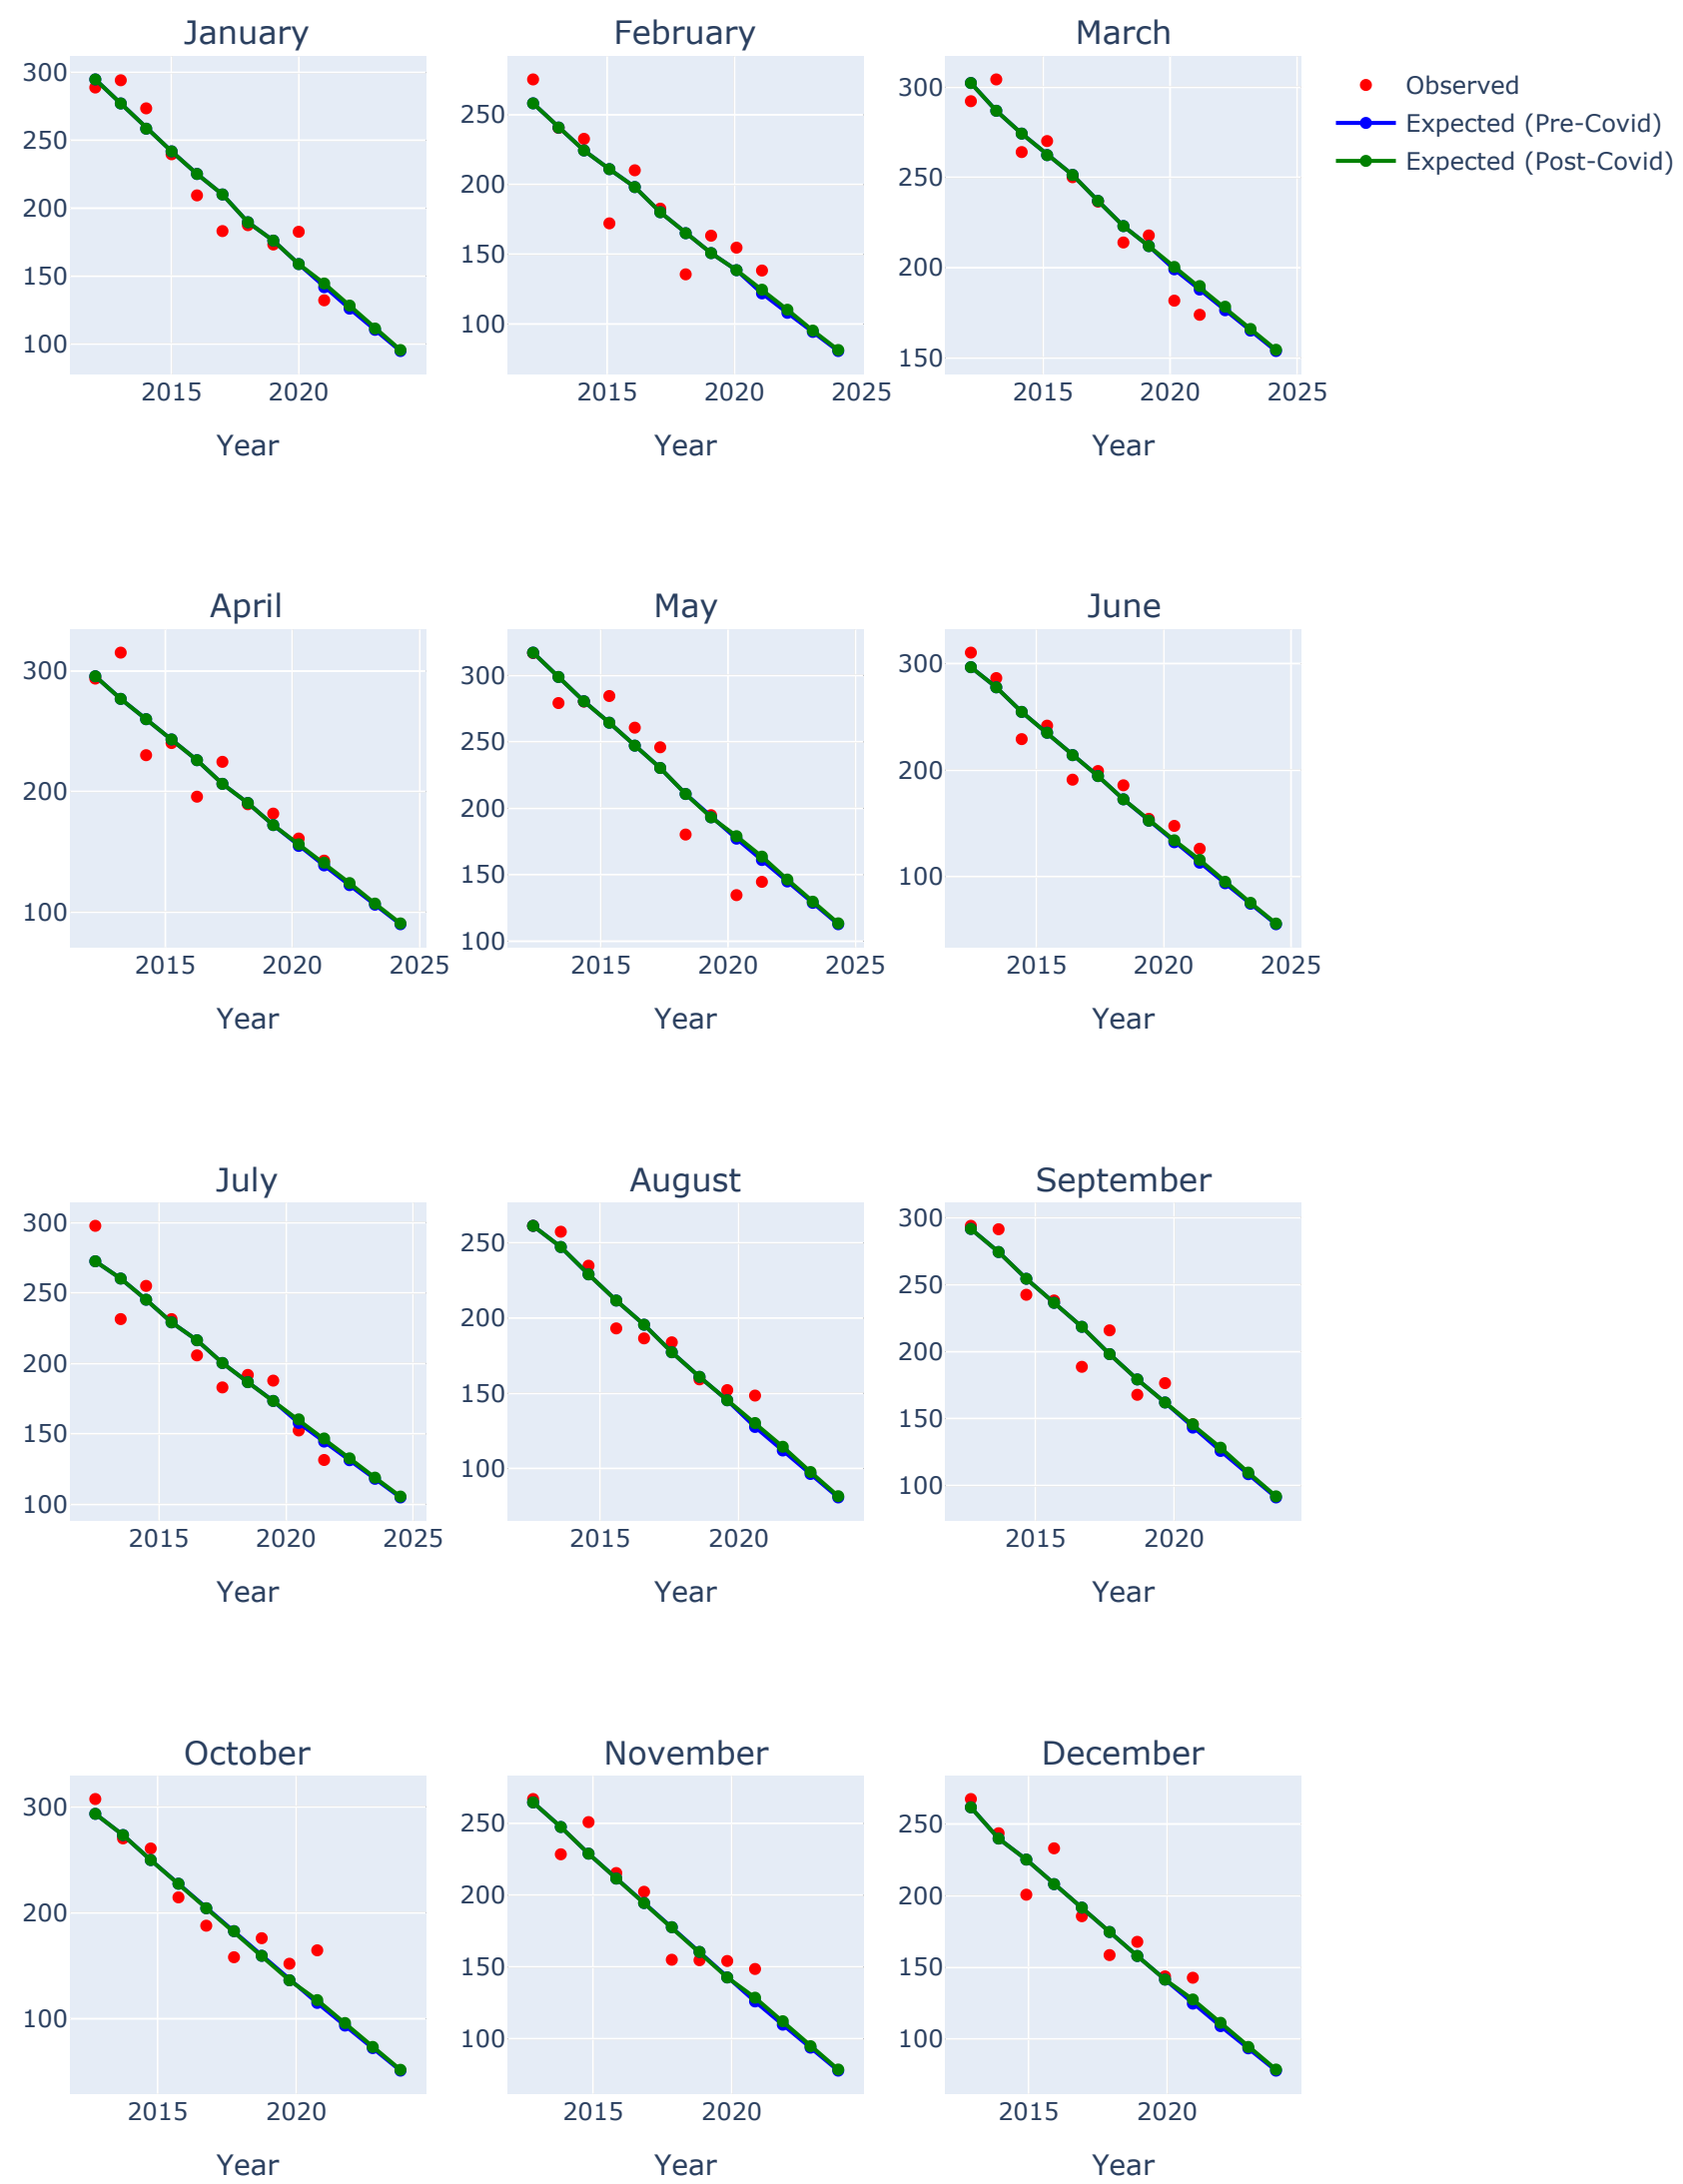 January February March
300
250
200
150
100
2015 2020
Year
250
200
150
100
2015 2020 2025
Year
300
250
200
150
2015 2020 2025
Year
Observed
Expected (Pre-Covid)
Expected (Post-Covid)
April May June
300
200
100
2015 2020 2025
Year
300
250
200
150
100
2015 2020 2025
Year
300
200
100
2015 2020 2025
Year
July August September
300
250
200
150
100
2015 2020 2025
Year
250
200
150
100
2015 2020
Year
300
250
200
150
100
2015 2020
Year
October November December
300
200
100
2015 2020
Year
250
200
150
100
2015 2020
Year
250
200
150
100
2015 2020
Year